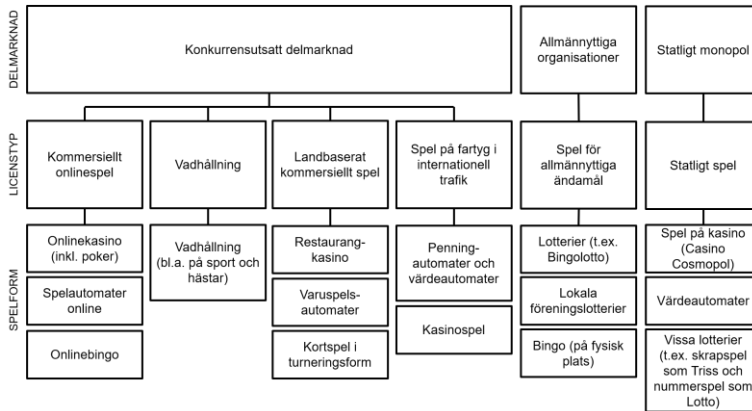 DELMARKNAD
Konkurrensutsatt delmarknad
Allmännyttiga
organisationer
Statligt monopol
LICENSTYP
Kommersiellt
onlinespel
Vadhållning
Landbaserat
kommersiellt spel
Spel på fartyg i
internationell
trafik
Spel för
allmännyttiga
ändamål
Statligt spel
SPELFORM
Onlinekasino
(inkl. poker)
Spelautomater
online
Onlinebingo
Vadhållning
(bl.a. på sport och
hästar)
Restaurang-
kasino
Varuspels-
automater
Kortspel i
turneringsform
Penning-
automater och
värdeautomater
Kasinospel
Lotterier (t.ex.
Bingolotto)
Lokala
föreningslotterier
Bingo (på fysisk
plats)
Spel på kasino
(Casino
Cosmopol)
Värdeautomater
Vissa lotterier
(t.ex. skrapspel
som Triss och
nummerspel som
Lotto)